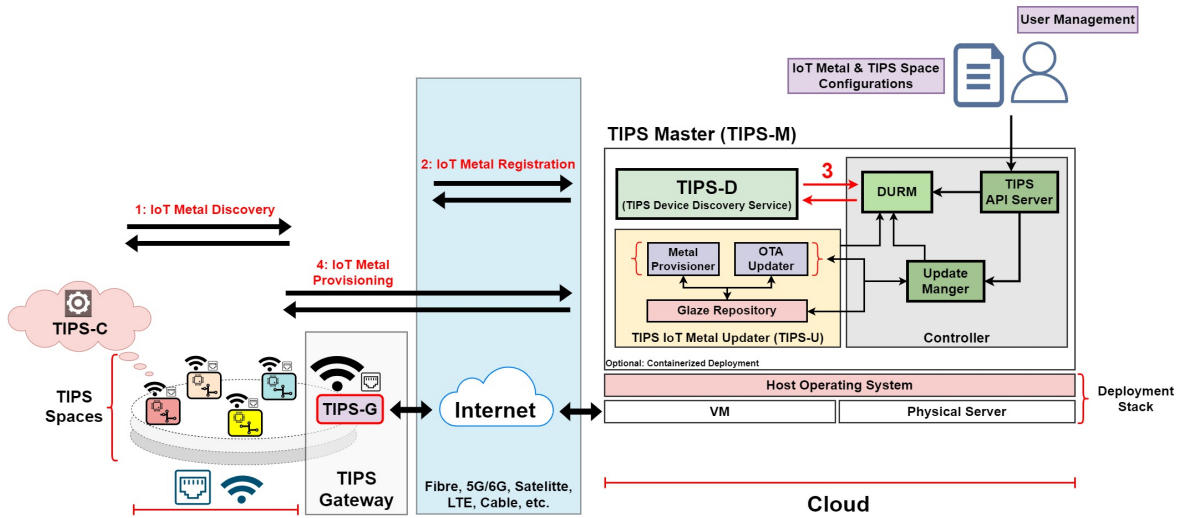 User Management
IoT Metal & TIPS Space
Configurations
TIPS Master (TIPS-M)
2: IoT Metal Registration
TIPS-D
(TIPS Device Discovery Service)
3
DURM
TIPS
API Server
1: IoT Metal Discovery
Metal
Provisioner
OTA
Updater
4: IoT Metal
Provisioning
Update
Manger
Glaze Repository
TIPS-C
TIPS IoT Metal Updater (TIPS-U)
Controller
Optional: Containerized Deployment
Host Operating System
TIPS
Spaces
TIPS-G
Internet
VM
Physical Server
Deployment
Stack
TIPS
Gateway
Fibre, 5G/6G, Satelitte,
LTE, Cable, etc.
Cloud